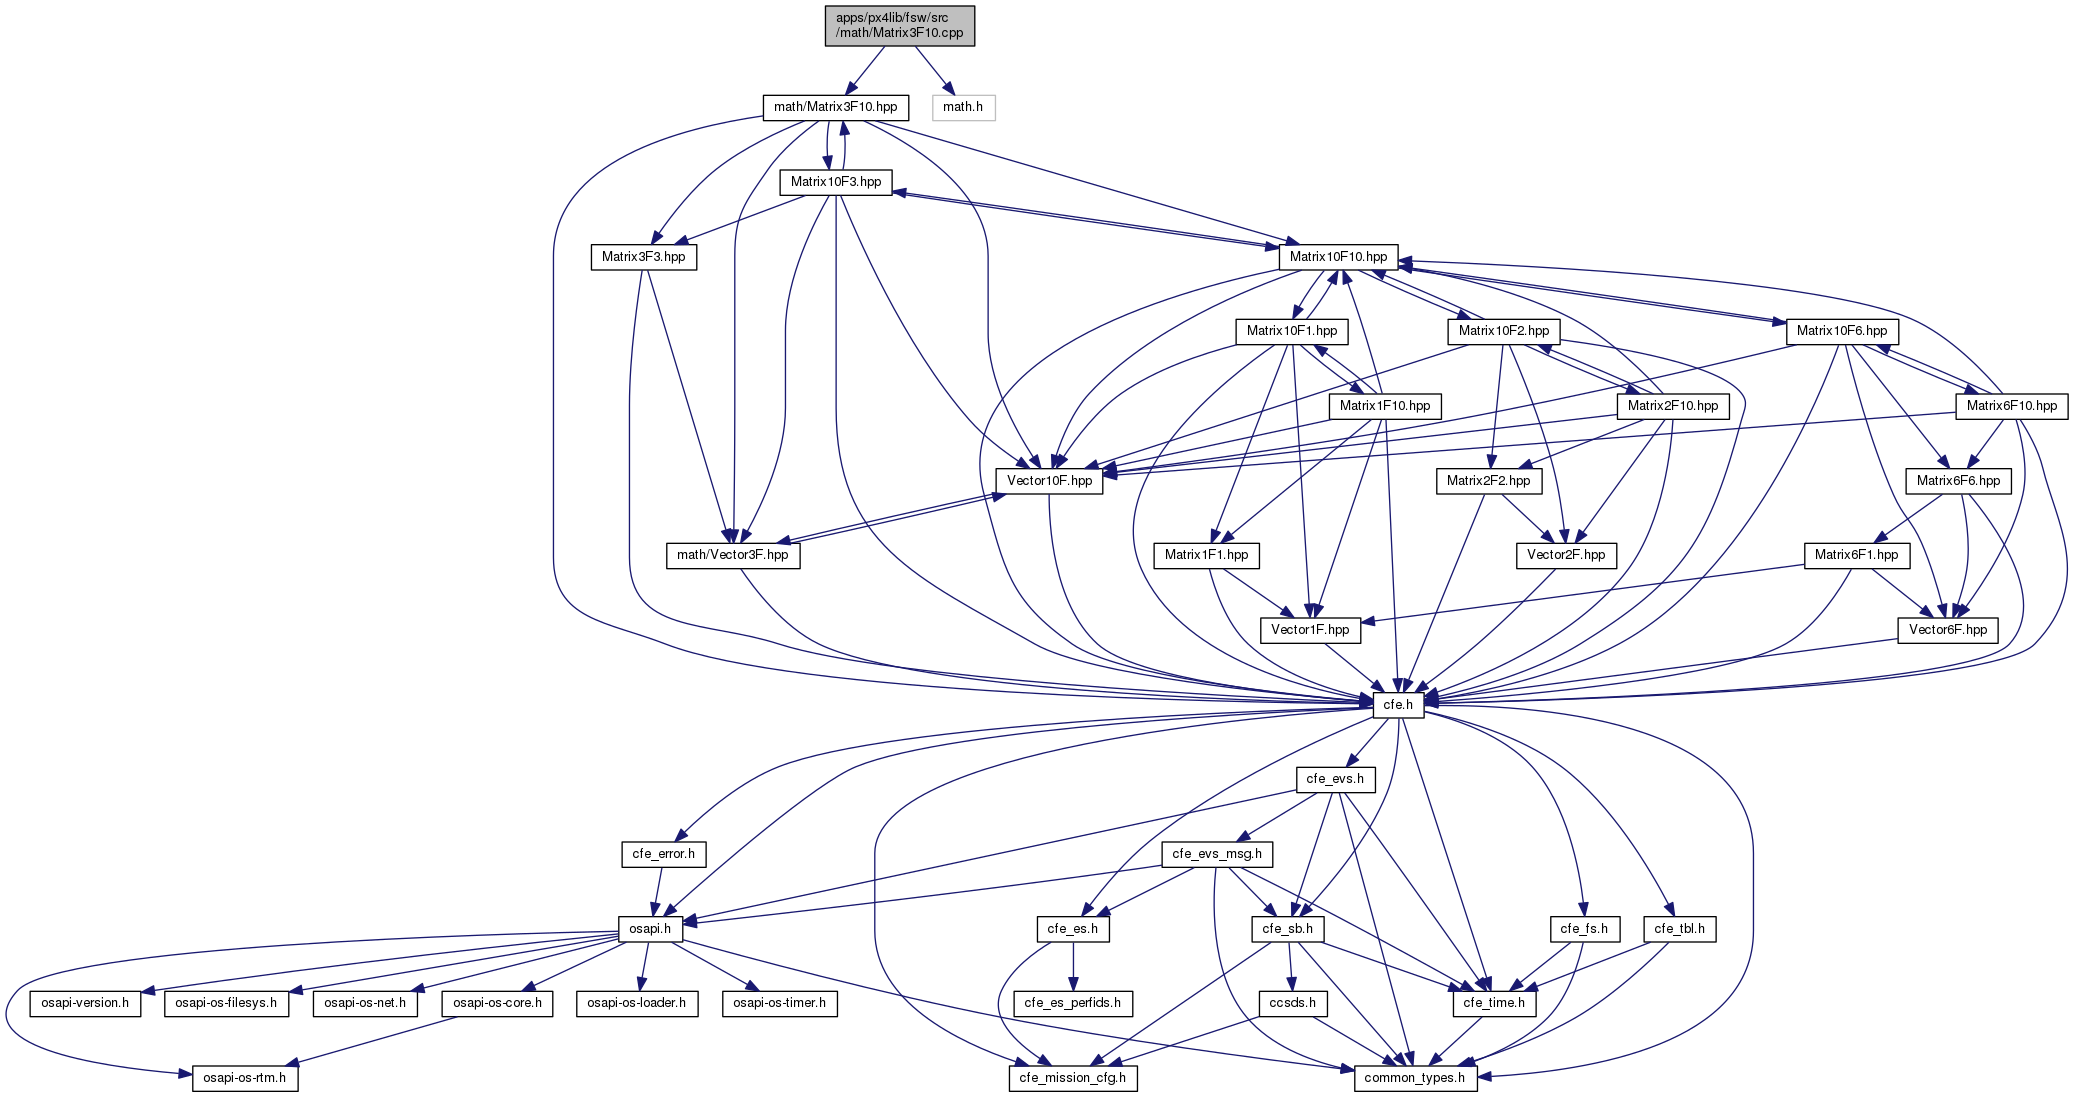 apps/px4lib/fsw/src
/math/Matrix3F10.cpp
math/Matrix3F10.hpp
math.h
Matrix10F3.hpp
Matrix3F3.hpp
Matrix10F10.hpp
Matrix10F1.hpp
Matrix10F2.hpp
Matrix10F6.hpp
Matrix1F10.hpp
Matrix2F10.hpp
Matrix6F10.hpp
Vector10F.hpp
Matrix2F2.hpp
Matrix6F6.hpp
math/Vector3F.hpp
Matrix1F1.hpp
Vector2F.hpp
Matrix6F1.hpp
Vector1F.hpp
Vector6F.hpp
cfe.h
cfe_evs.h
cfe_error.h
cfe_evs_msg.h
osapi.h
cfe_es.h
cfe_sb.h
cfe_fs.h
cfe_tbl.h
osapi-version.h
osapi-os-filesys.h
osapi-os-net.h
osapi-os-core.h
osapi-os-loader.h
osapi-os-timer.h
cfe_es_perfids.h
ccsds.h
cfe_time.h
osapi-os-rtm.h
cfe_mission_cfg.h
common_types.h